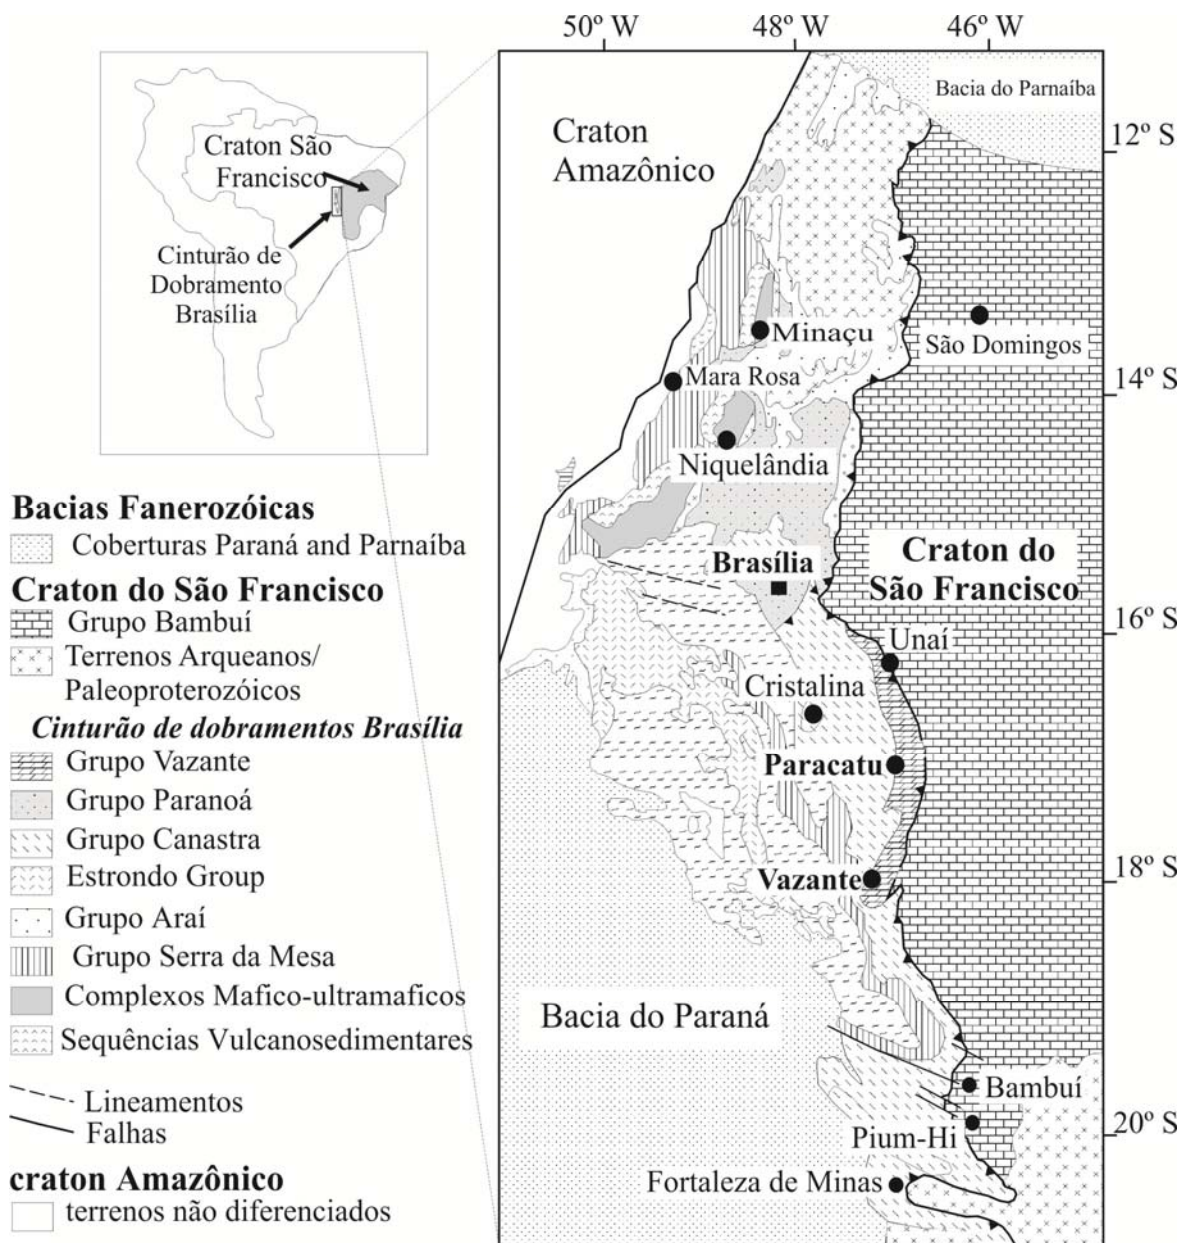 50º W 48º W 46º W
Craton São
Francisco
Cinturão de
Dobramento
Brasília
Bacia do Parnaíba
Craton
Amazônico
12º S
Minaçu
São Domingos
Mara Rosa
14º S
Niquelândia
Brasília
Craton do
São Francisco
16º S
Unaí
Cristalina
Paracatu
Vazante
18º S
Bacia do Paraná
Bambuí
Pium-Hi
20º S
Fortaleza de Minas
Bacias Fanerozóicas
Coberturas Paraná and Parnaíba
Craton do São Francisco
Grupo Bambuí
Terrenos Arqueanos/
Paleoproterozóicos
Cinturão de dobramentos Brasília
Grupo Vazante
Grupo Paranoá
Grupo Canastra
Estrondo Group
Grupo Araí
Grupo Serra da Mesa
Complexos Mafico-ultramaficos
Sequências Vulcanosedimentares
Lineamentos
Falhas
craton Amazônico
terrenos não diferenciados